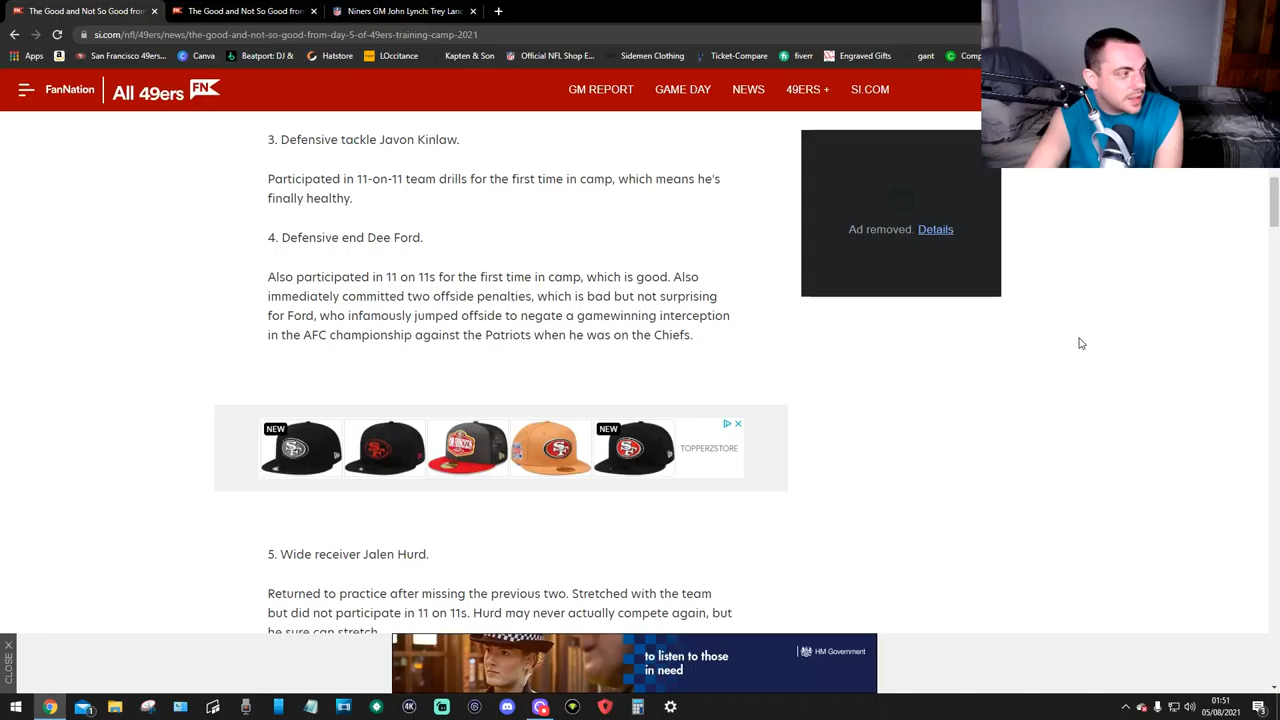 The Good and Not So Good from
The Good and Not So Good from
Niners GM John Lynch: Trey Lanc
si.com/nfl/49ers/news/the-good-and-not-so-good-from-day-5-of-49ers-training-camp-2021
Apps
San Francisco 49ers...
Canva
Beatport: DJ &
Hatstore
LOccitance
Kapten & Son
Official NFL Shop E...
Sidemen Clothing
Ticket-Compare
fiverr
Engraved Gifts
gant
FanNation
All 49ers FN
GM REPORT
GAME DAY
NEWS
49ERS +
SI.COM
3. Defensive tackle Javon Kinlaw.
Participated in 11-on-11 team drills for the first time in camp, which means he's
finally healthy.
4. Defensive end Dee Ford.
Also participated in 11 on 11s for the first time in camp, which is good. Also
immediately committed two offside penalties, which is bad but not surprising
for Ford, who infamously jumped offside to negate a gamewinning interception
in the AFC championship against the Patriots when he was on the Chiefs.
Ad removed. Details
NEW
NEW
TOPPERZSTORE
5. Wide receiver Jalen Hurd.
Returned to practice after missing the previous two. Stretched with the team
but did not participate in 11 on 11s. Hurd may never actually compete again, but
he sure can stretch.
CLOSE X
to listen to those
in need
HM Government
4K
01:51
05/08/2021